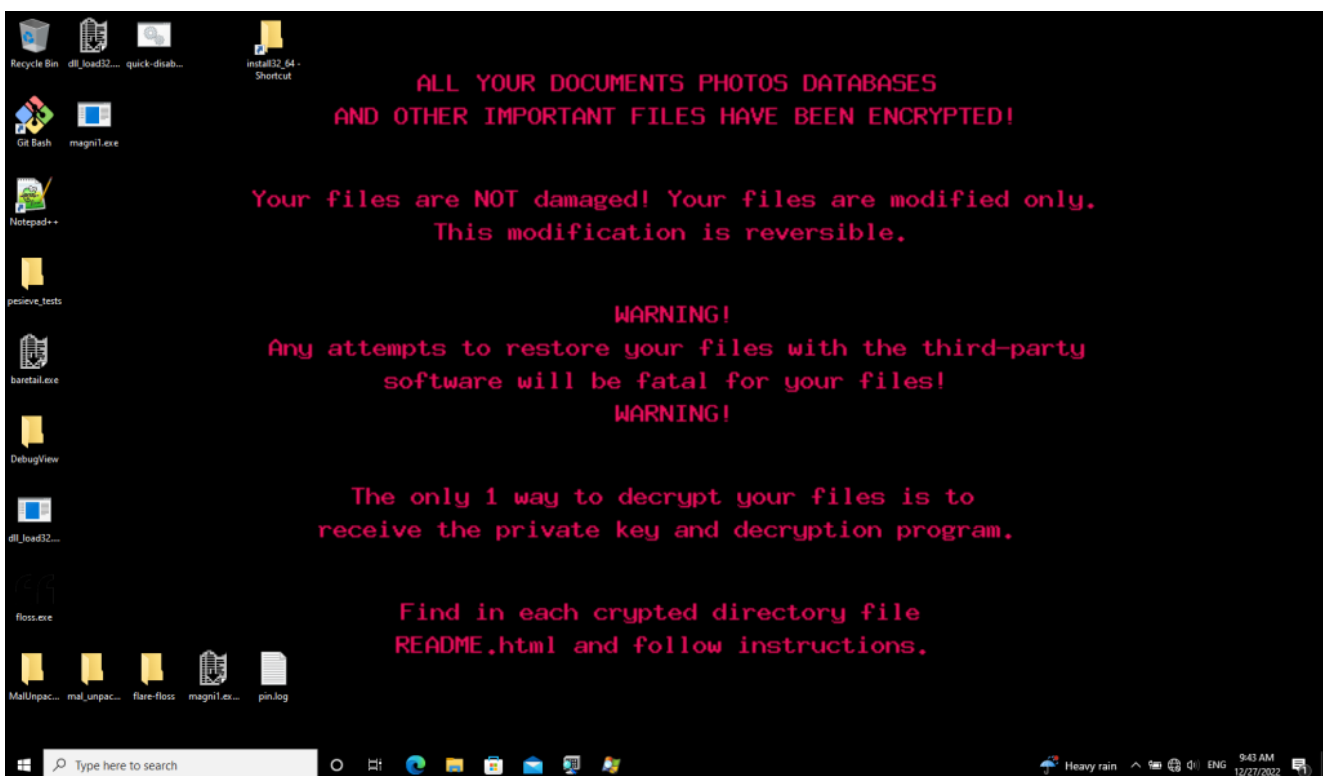 Recycle Bin
dll_load32....
quick-disab...
install32_64 -
Shortcut
ALL YOUR DOCUMENTS PHOTOS DATABASES
AND OTHER IMPORTANT FILES HAVE BEEN ENCRYPTED!
Git Bash
magni1.exe
Your files are NOT damaged! Your files are modified only.
This modification is reversible.
Notepad++
pesieve_tests
WARNING!
Any attempts to restore your files with the third-party
software will be fatal for your files!
WARNING!
baretail.exe
DebugView
The only 1 way to decrypt your files is to
receive the private key and decryption program.
dll_load32....
Find in each crypted directory file
README.html and follow instructions.
floss.exe
MalUnpac...
mal_unpac...
flare-floss
magni1.ex...
pin.log
Type here to search
Heavy rain
ENG
9:43 AM
12/27/2022
1